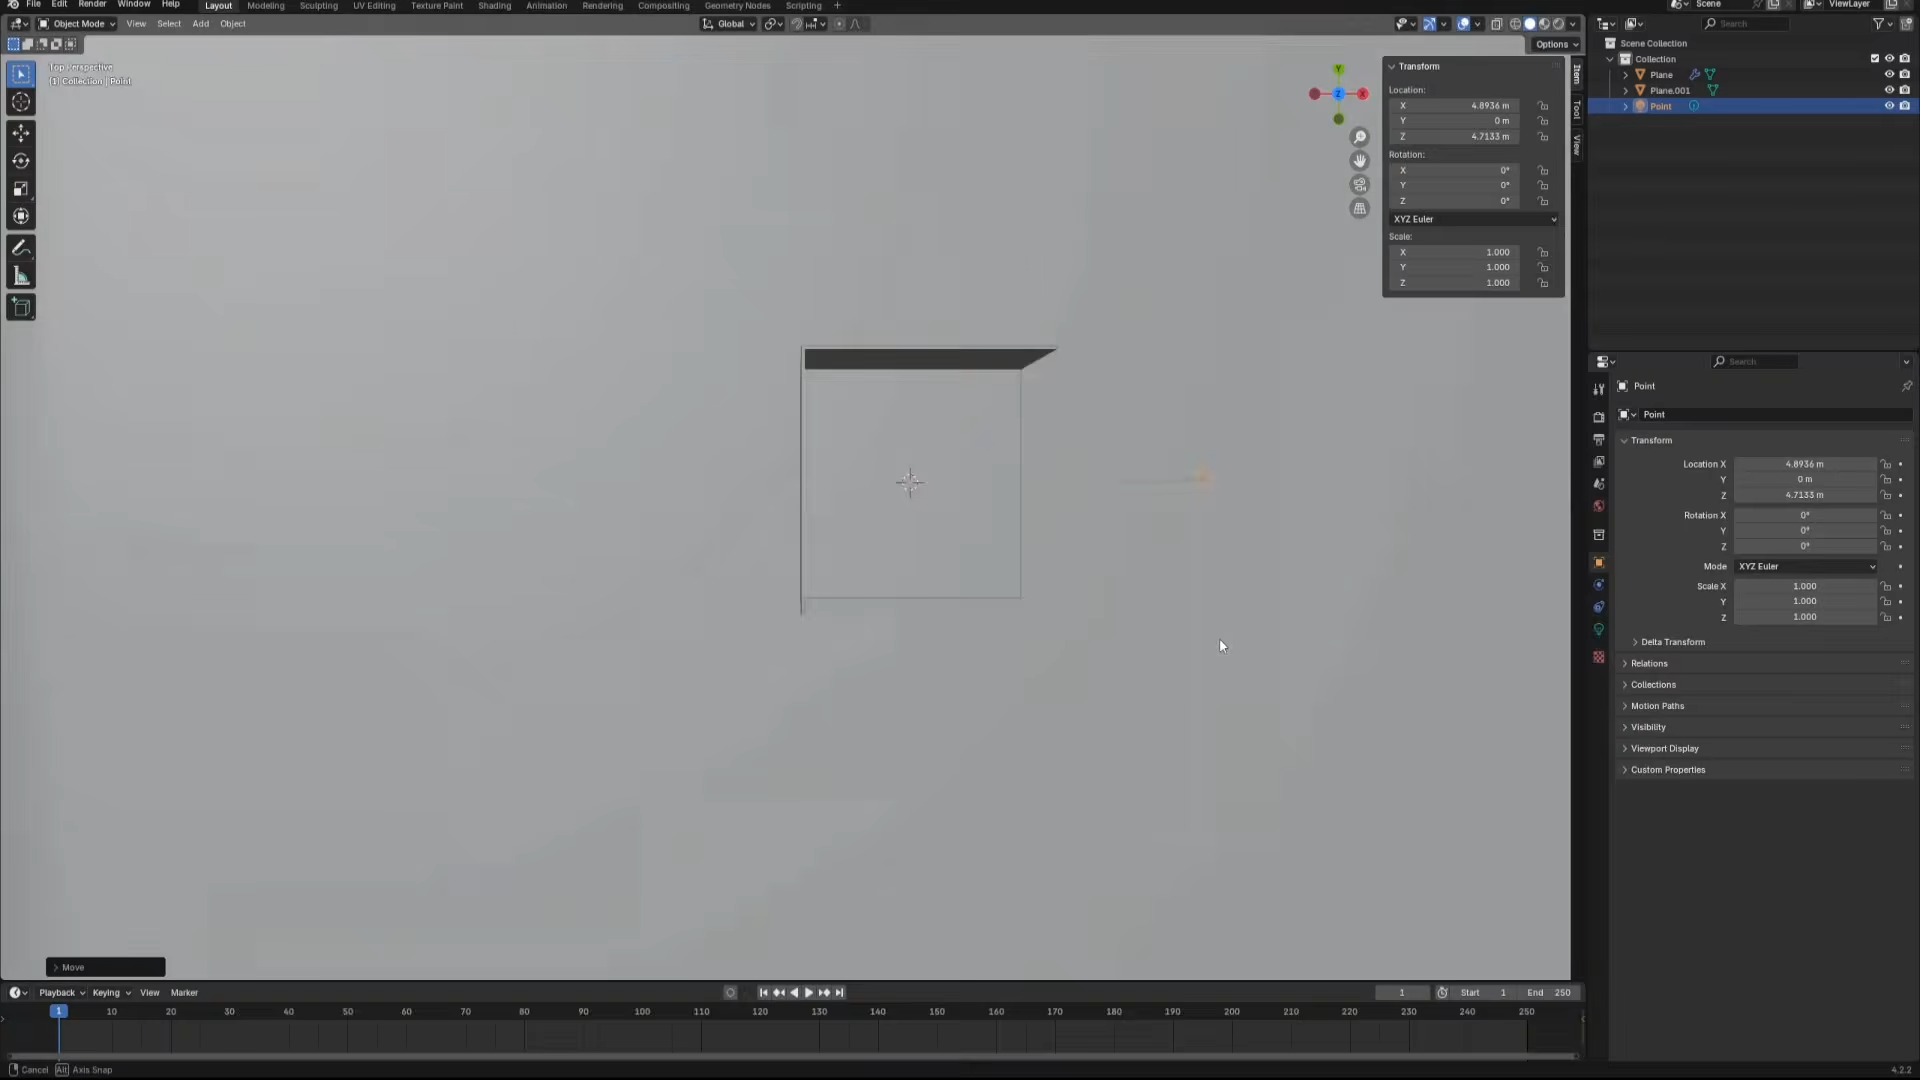 File Edit Render Window Help Layout Modeling Sculpting UV Editing Texture Paint Shading Animation Rendering Compositing Geometry Nodes Scripting + Scene ViewLayer
Object Mode View Select Add Object Global Search
Options
Top Perspective
(1) Collection | Point
Y
Z
X
Transform
Location:
X 4.8936 m
Y 0 m
Z 4.7133 m
Rotation:
X 0°
Y 0°
Z 0°
XYZ Euler
Scale:
X 1.000
Y 1.000
Z 1.000
Item
Tool
View
Scene Collection
Collection
Plane
Plane.001
Point
Search
Point
Point
Transform
Location X 4.8936 m
Y 0 m
Z 4.7133 m
Rotation X 0°
Y 0°
Z 0°
Mode XYZ Euler
Scale X 1.000
Y 1.000
Z 1.000
Delta Transform
Relations
Collections
Motion Paths
Visibility
Viewport Display
Custom Properties
Move
Playback Keying View Marker 1 Start 1 End 250
1 10 20 30 40 50 60 70 80 90 100 110 120 130 140 150 160 170 180 190 200 210 220 230 240 250
Cancel Alt Axis Snap 4.2.2